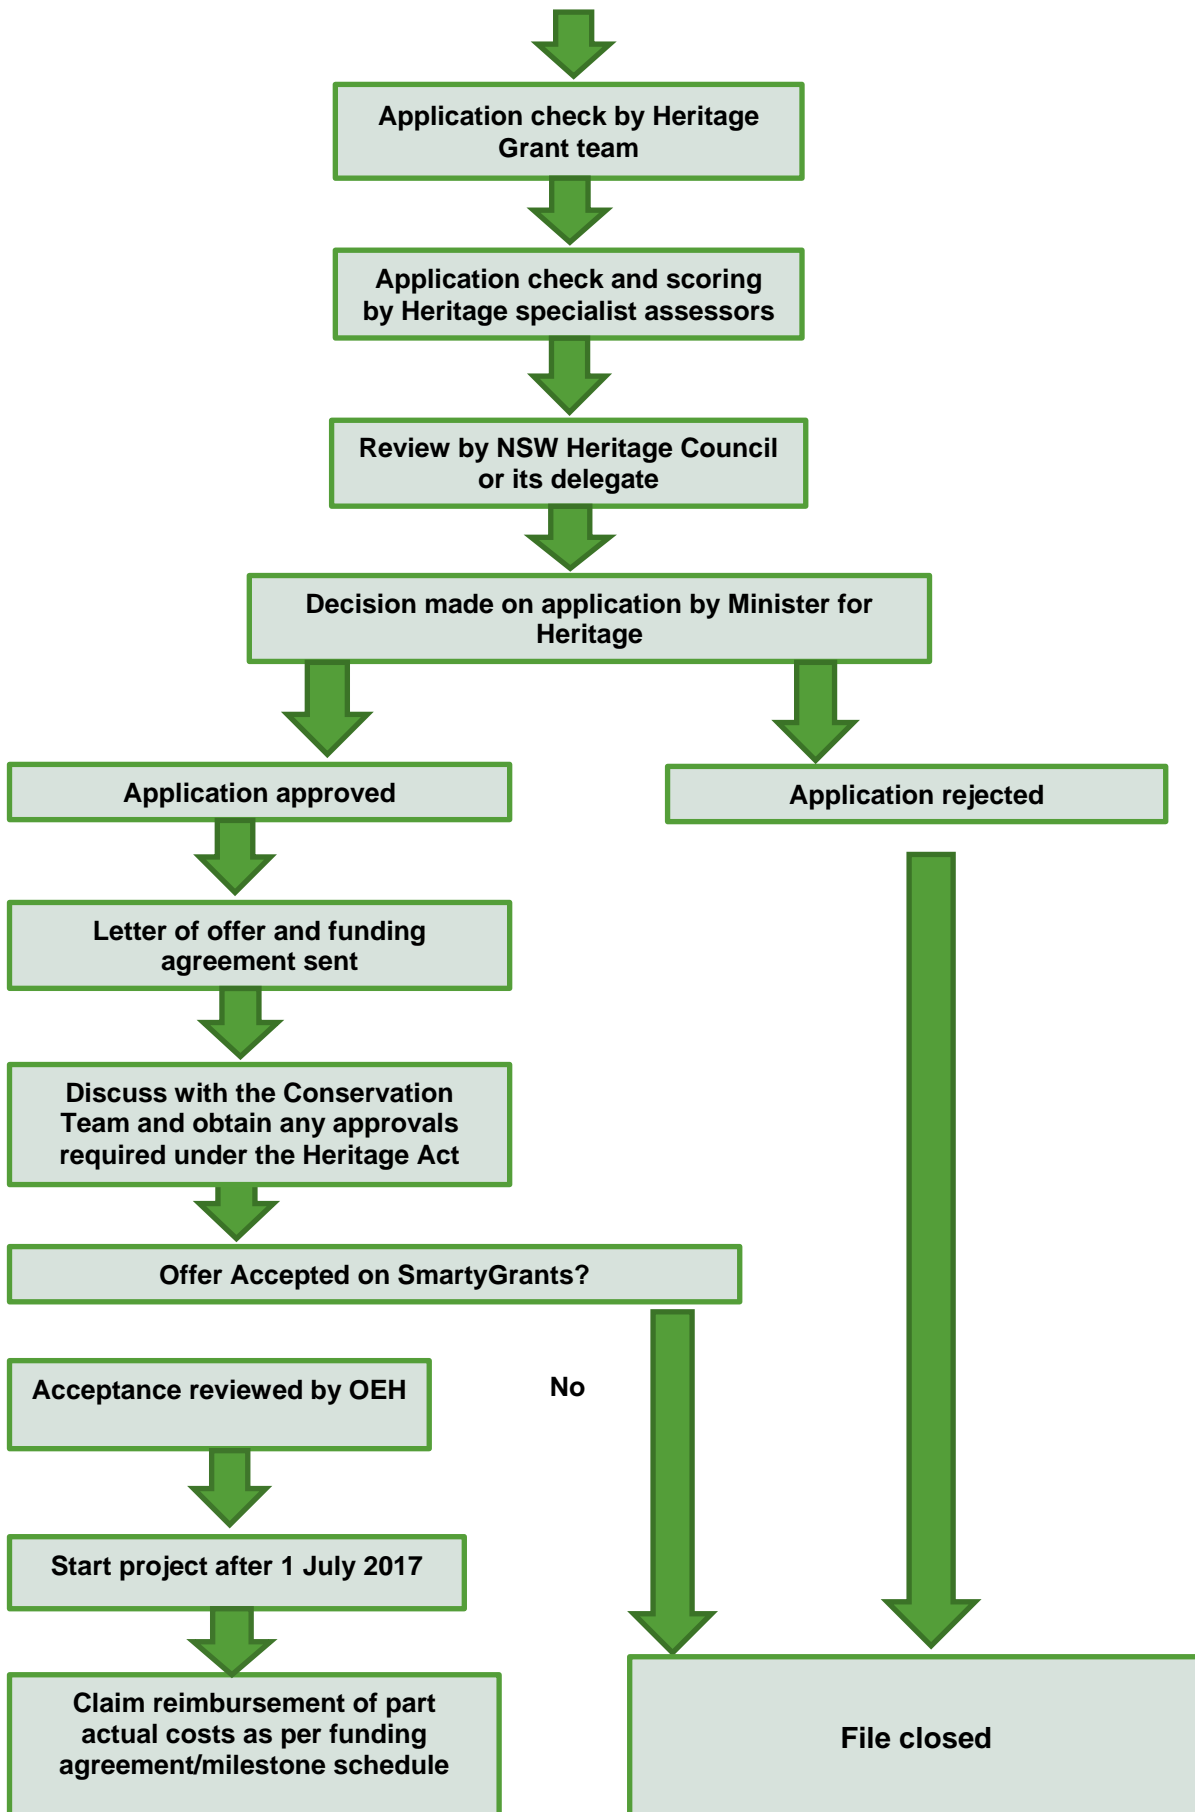 Application check by Heritage
Grant team
Application check and scoring
by Heritage specialist assessors
Review by NSW Heritage Council
or its delegate
Decision made on application by Minister for
Heritage
Application approved
Application rejected
Letter of offer and funding
agreement sent
Discuss with the Conservation
Team and obtain any approvals
required under the Heritage Act
Offer Accepted on SmartyGrants?
Acceptance reviewed by OEH
No
Start project after 1 July 2017
Claim reimbursement of part
actual costs as per funding
agreement/milestone schedule
File closed